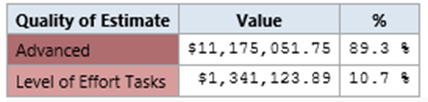 Quality of Estimate Value %
Advanced $11,175,051.75 89.3 %
Level of Effort Tasks $1,341,123.89 10.7 %